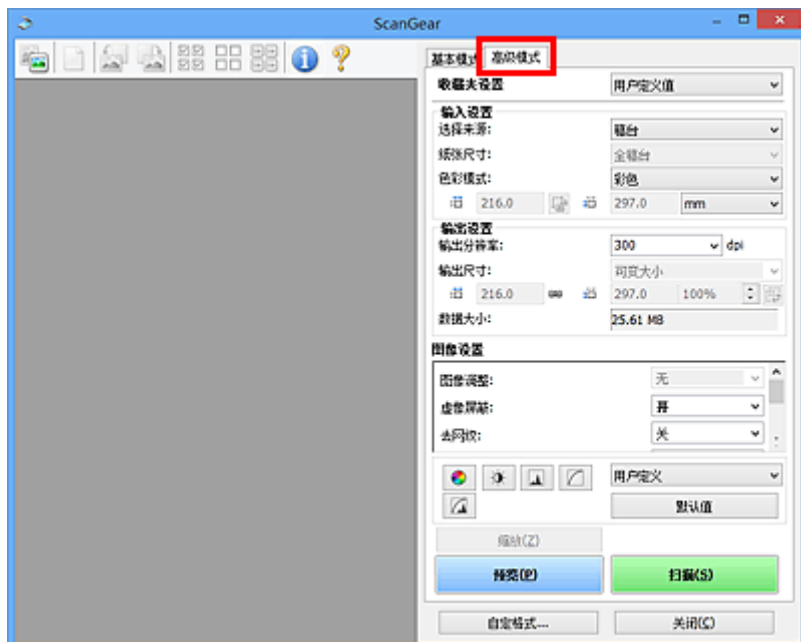 ScanGear
基本模式 高级模式
收藏夹设置 用户定义值
输入设置
选择来源: 稿台
纸张尺寸: 全稿台
色彩模式: 彩色
216.0 297.0 mm
输出设置
输出分辨率: 300 dpi
输出尺寸: 可变大小
216.0 297.0 100%
数据大小: 25.61 MB
图像设置
图像调整: 无
虚像屏蔽: 开
去网纹: 关
用户定义
默认值
缩放(Z)
预览(P) 扫描(S)
自定格式... 关闭(C)